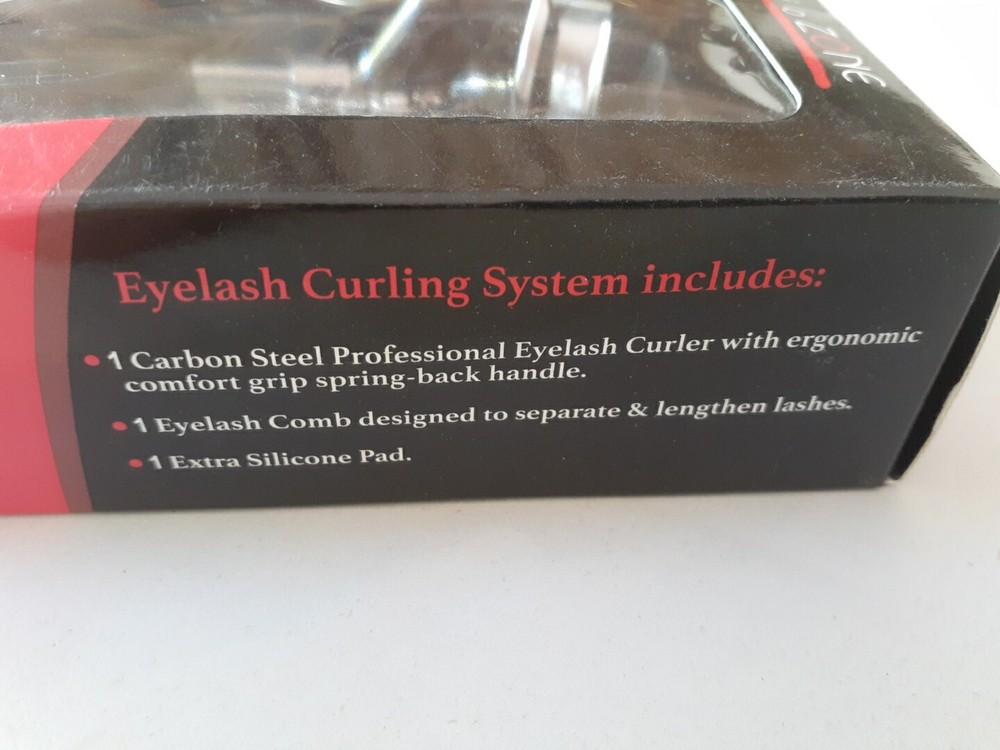 Eyelash Curling System includes:
• 1 Carbon Steel Professional Eyelash Curler with ergonomic
comfort grip spring-back handle.
• 1 Eyelash Comb designed to separate & lengthen lashes.
• 1 Extra Silicone Pad.